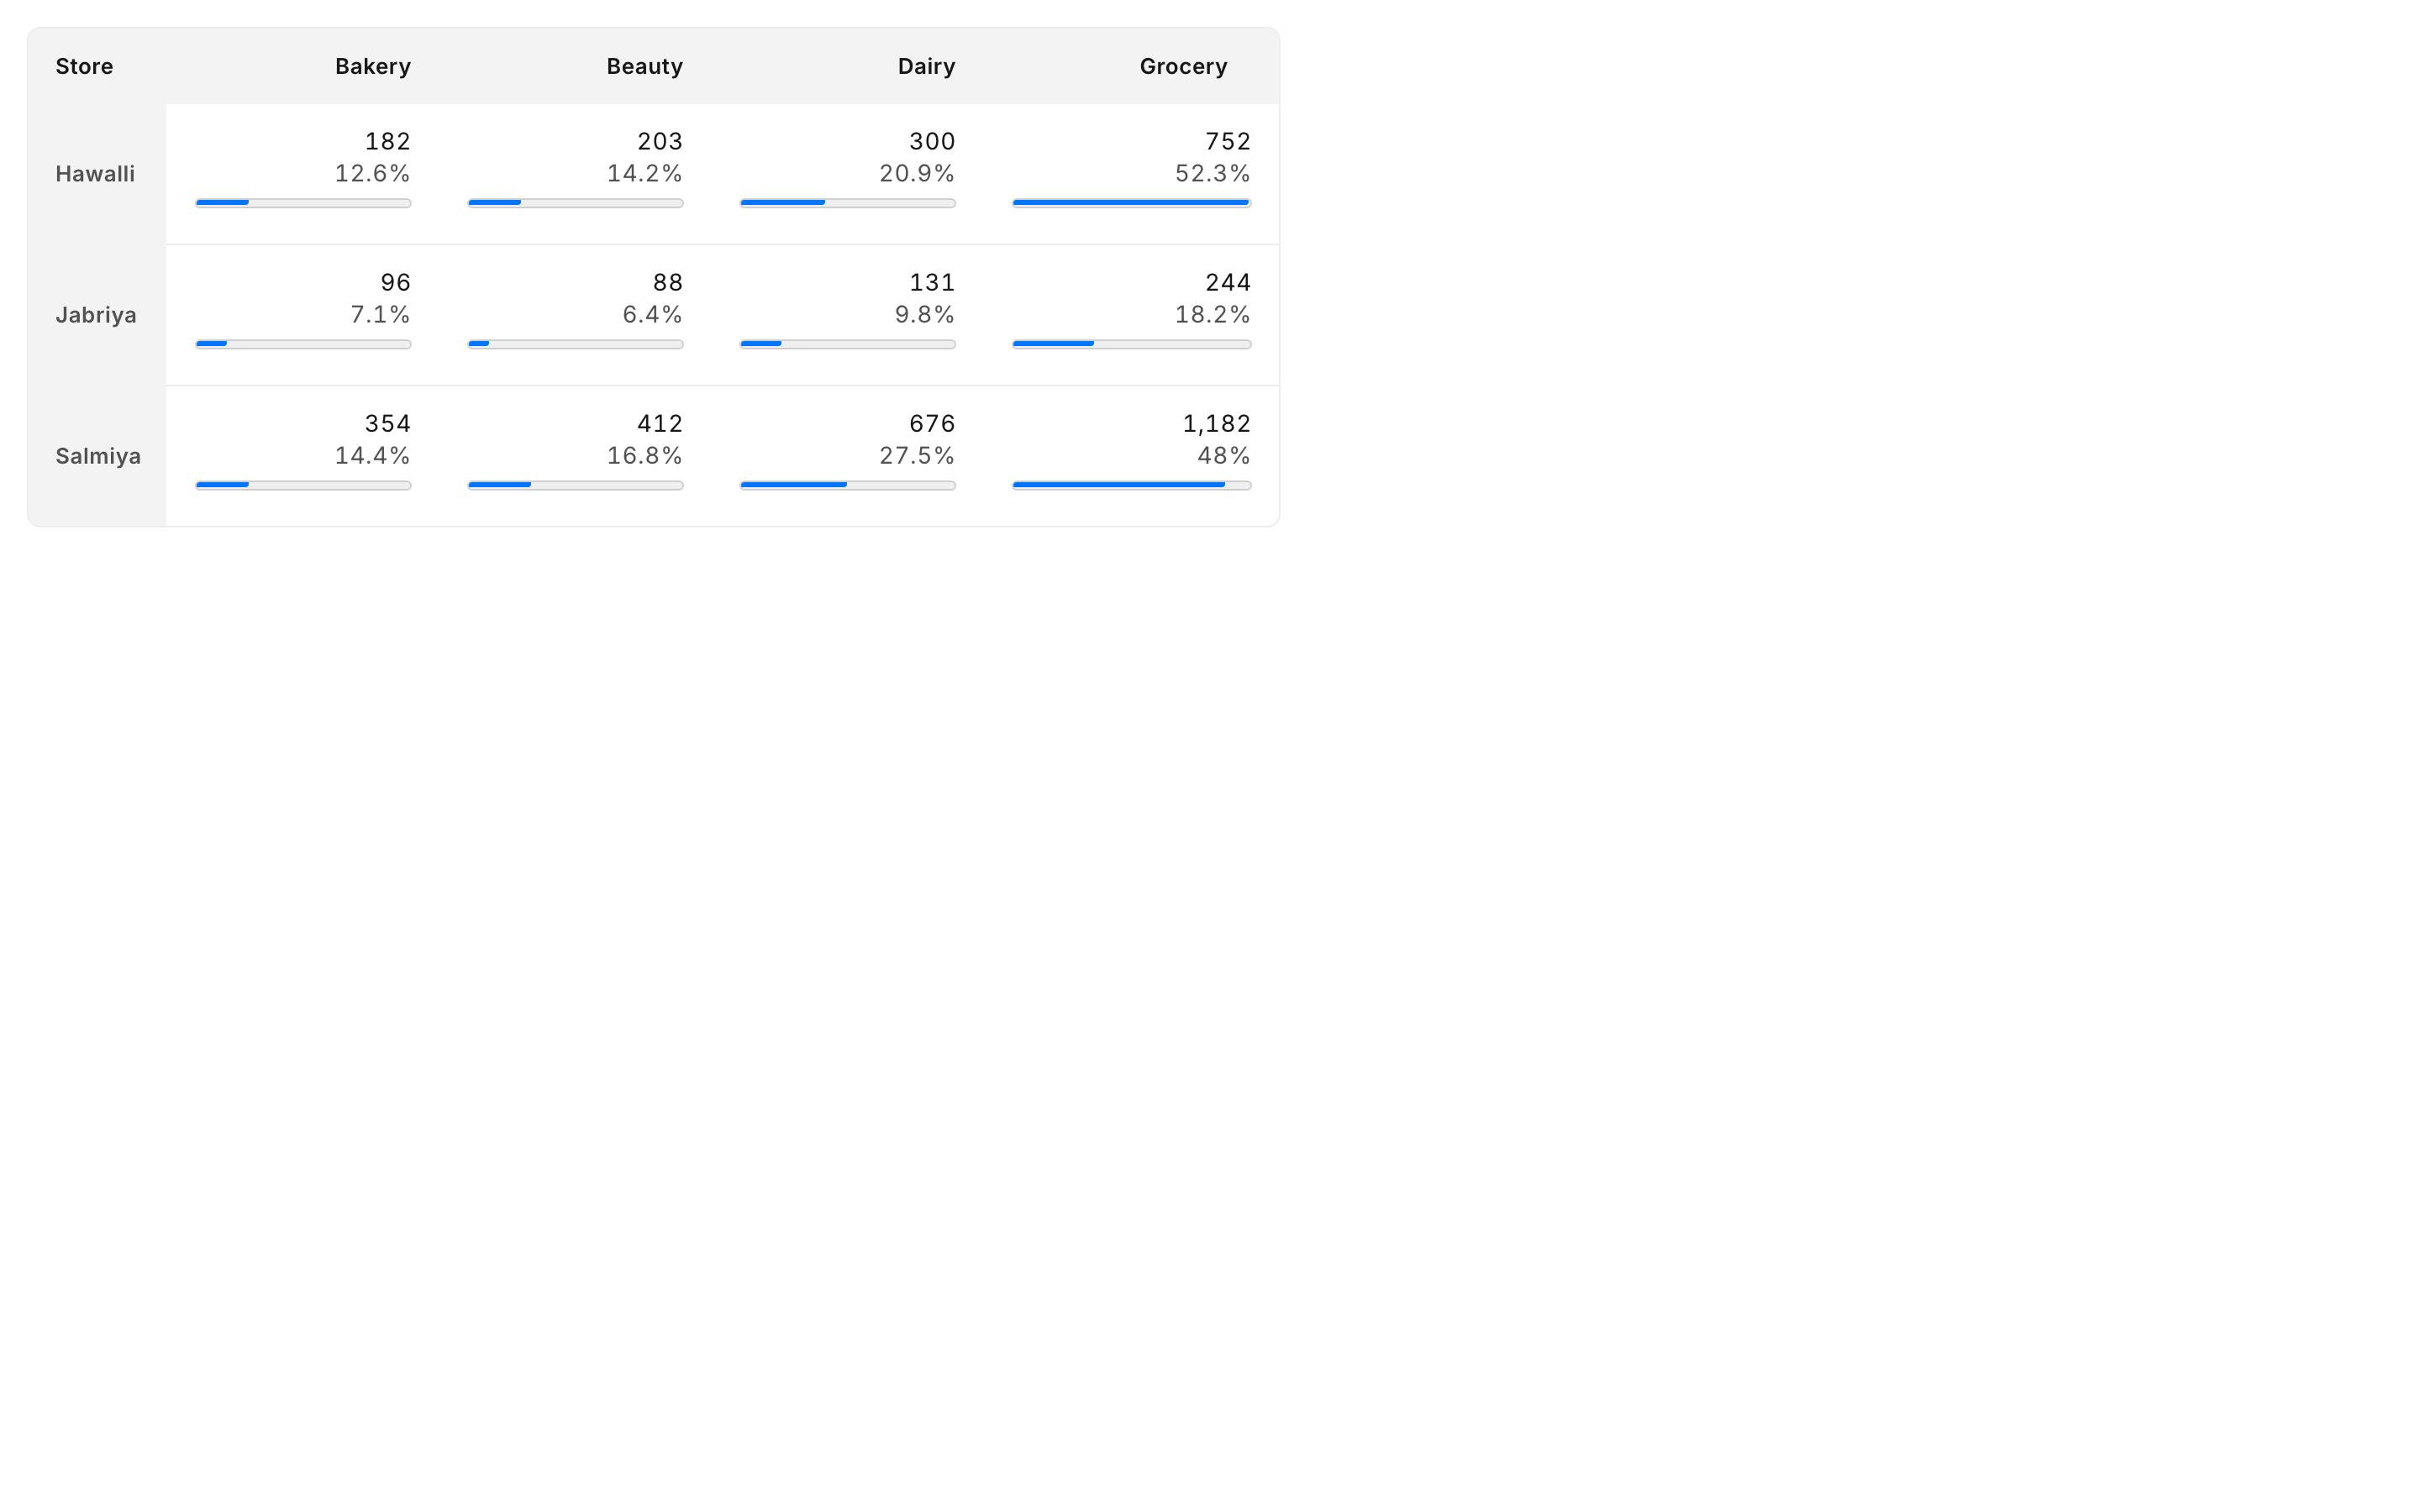 Store Bakery Beauty Dairy Grocery
Hawalli
182 203 300 752
12.6% 14.2% 20.9% 52.3%
Jabriya
96 88 131 244
7.1% 6.4% 9.8% 18.2%
Salmiya
354 412 676 1,182
14.4% 16.8% 27.5% 48%